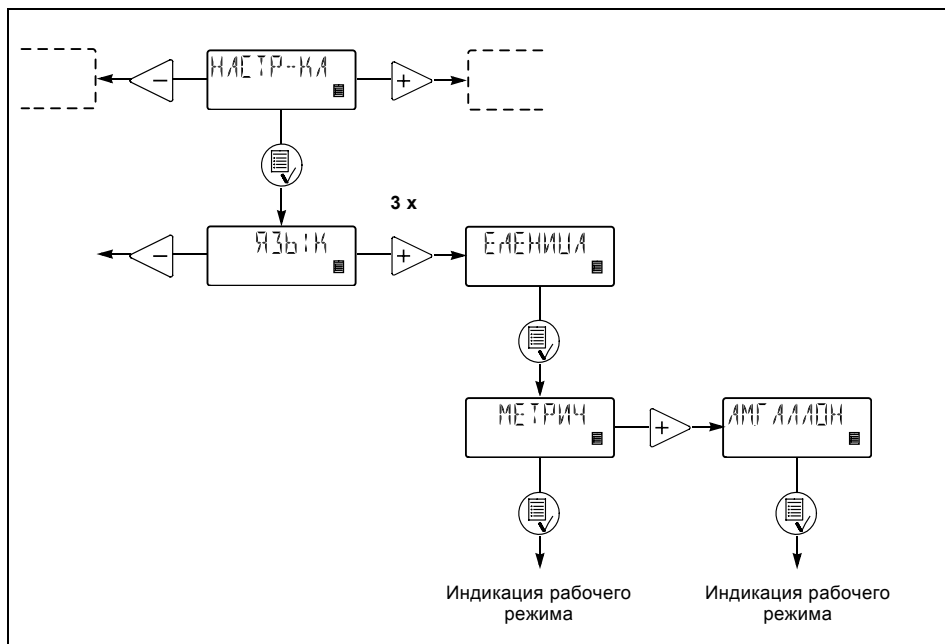 НАСТР-КА
−
+
3 x
ЯЗЫК
−
+
ЕДЕНИЦА
МЕТРИЧ
+
АМГАЛЛОН
Индикация рабочего
режима
Индикация рабочего
режима